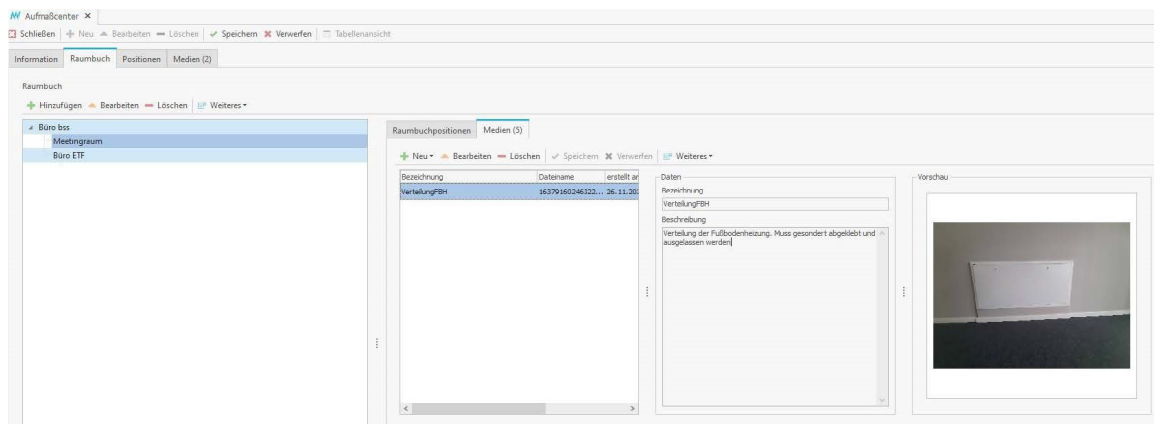 Aufmaßcenter
Schließen Neu Bearbeiten Löschen Speichern Verwerfen Tabellenansicht
Information Raumbuch Positionen Medien (2)
Raumbuch
Hinzufügen Bearbeiten Löschen Weiteres
Büro bss
Meetingraum
Büro ETF
Raumbuchpositionen Medien (5)
Neu Bearbeiten Löschen Speichern Verwerfen Weiteres
Bezeichnung Dateiname erstellt
VerteilungFBH 16379160246322... 26.11.
Daten
Bezeichnung
VerteilungFBH
Beschreibung
Verteilung der Fußbodenheizung. Muss gesondert abgeklebt und
ausgelassen werden
Vorschau